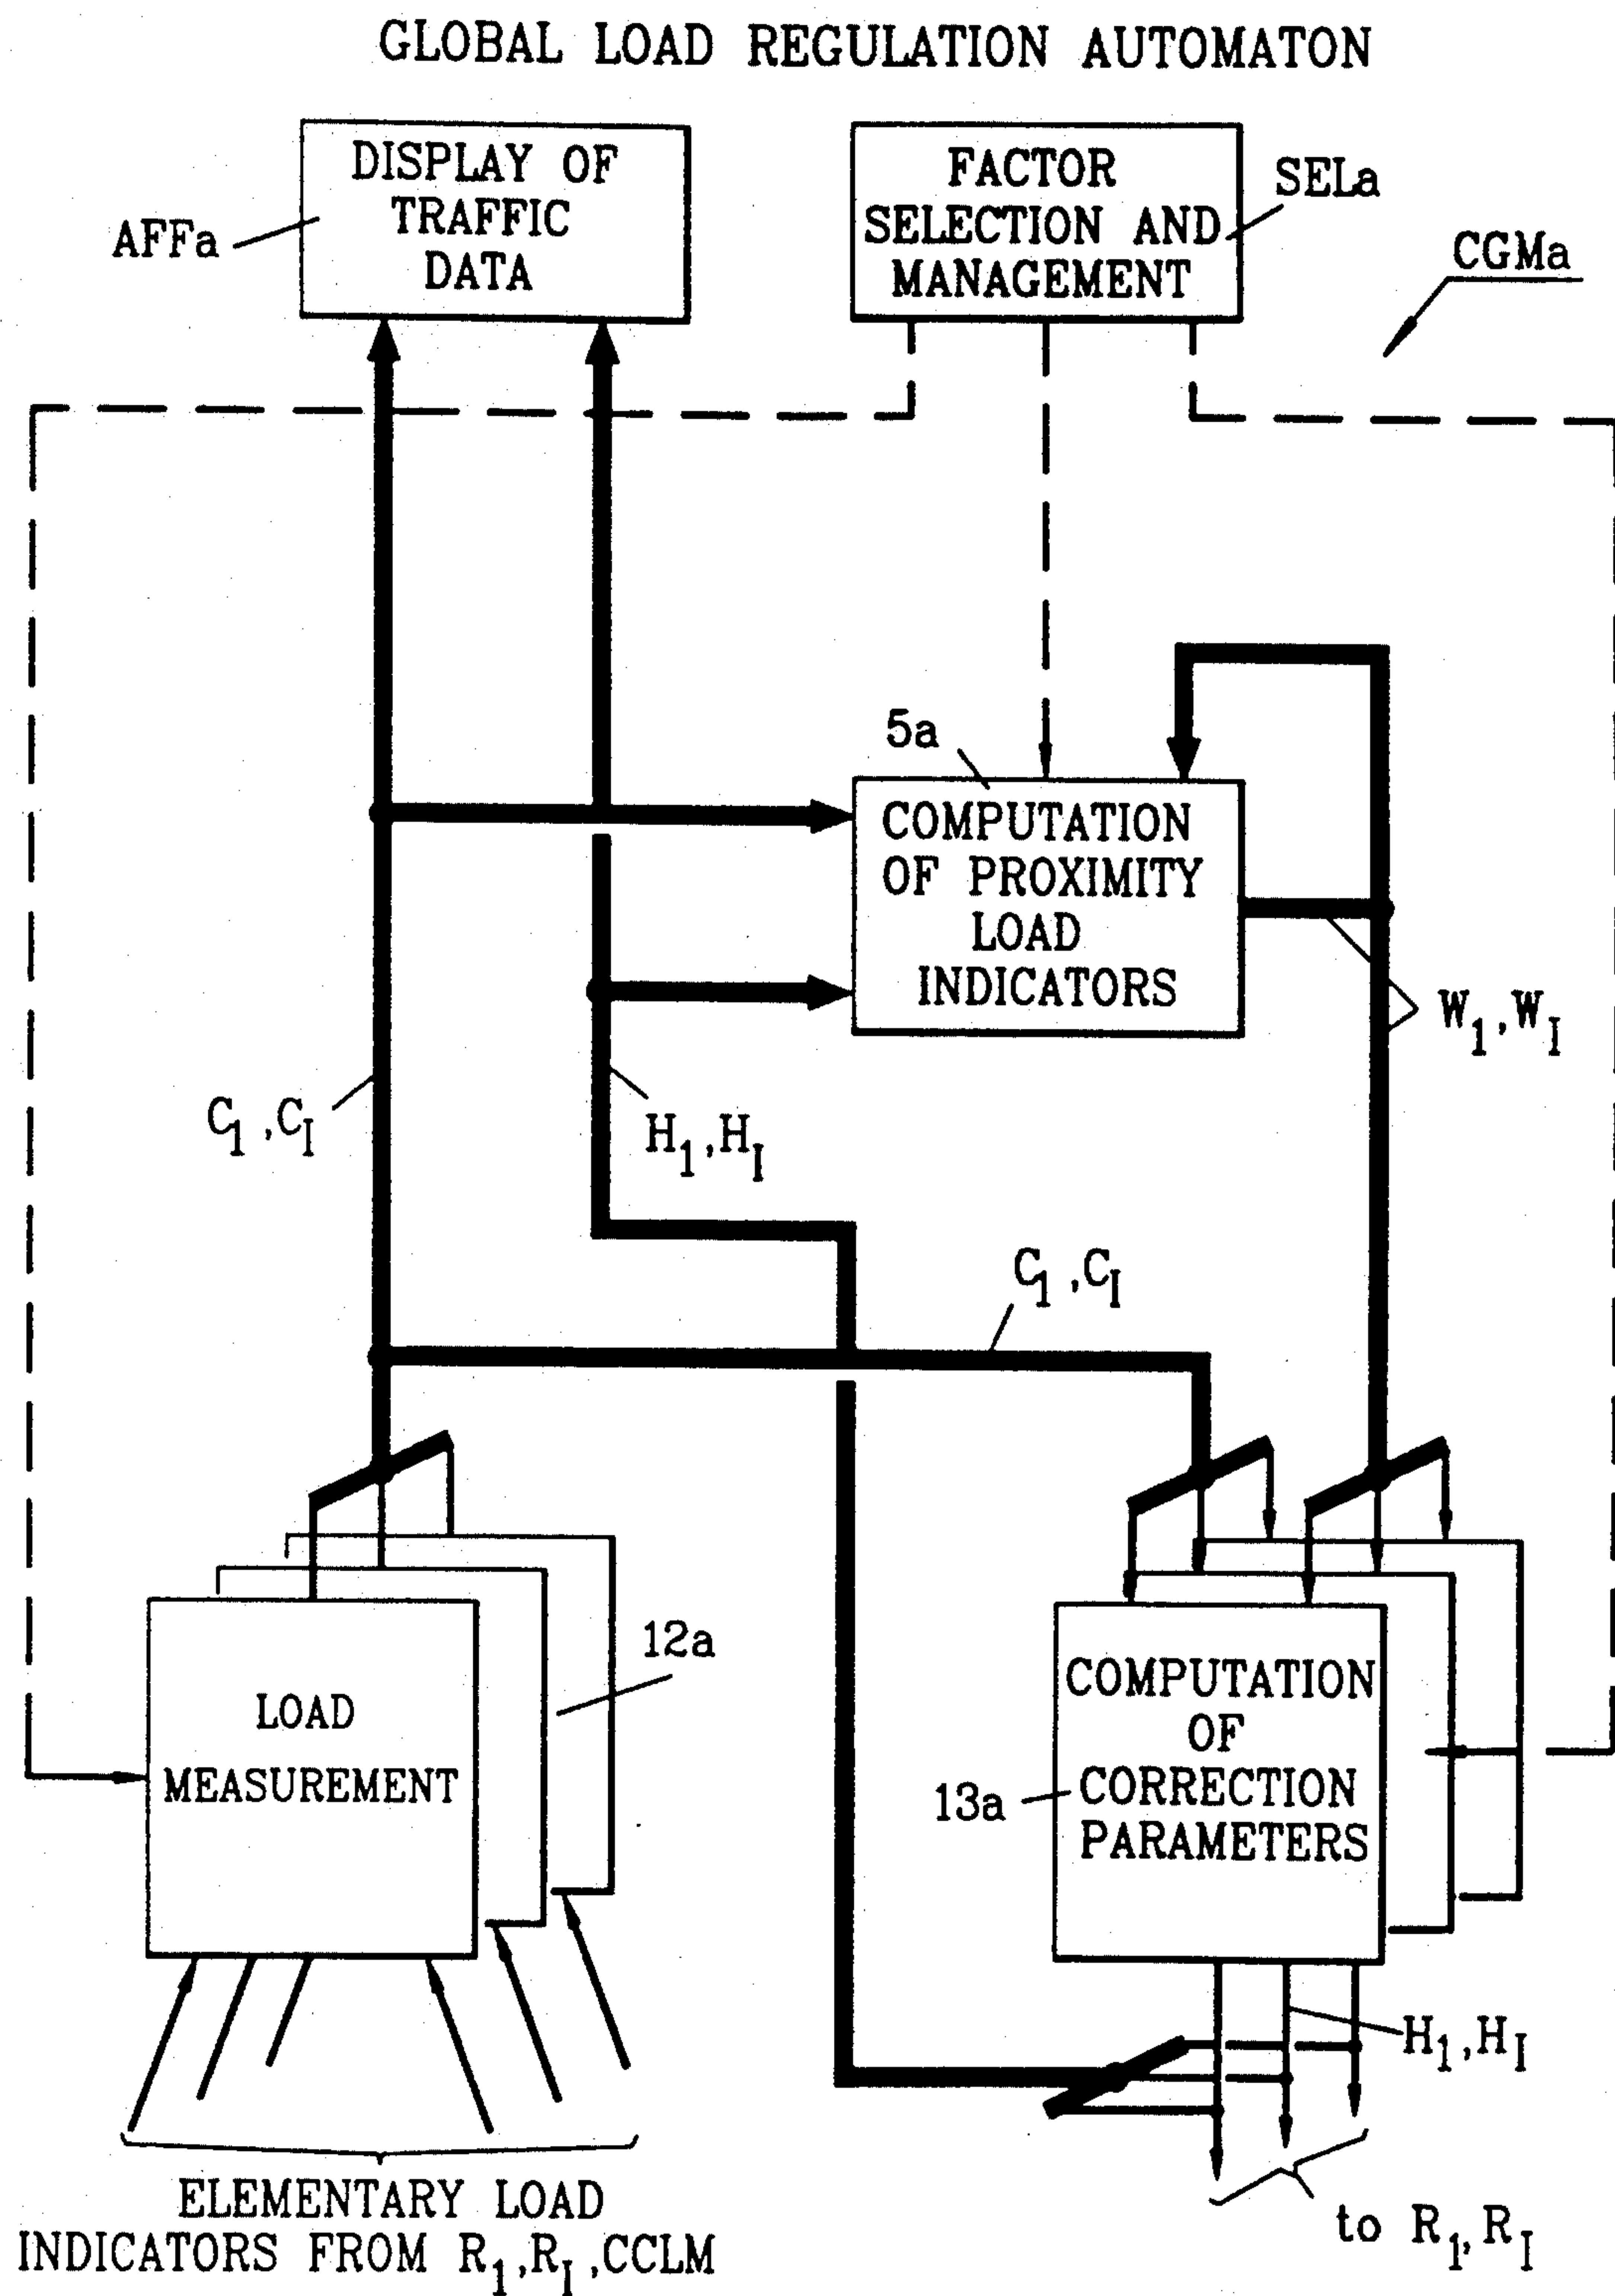 GLOBAL LOAD REGULATION AUTOMATON
DISPLAY OF
TRAFFIC
DATA
AFFa
FACTOR
SELECTION AND
MANAGEMENT
SELa
CGMa
5a
COMPUTATION
OF PROXIMITY
LOAD
INDICATORS
W1,WI
C1,CI
H1,HI
C1,CI
LOAD
MEASUREMENT
12a
COMPUTATION
OF
CORRECTION
PARAMETERS
13a
H1,HI
to R1,RI
ELEMENTARY LOAD
INDICATORS FROM R1,RI,CCLM